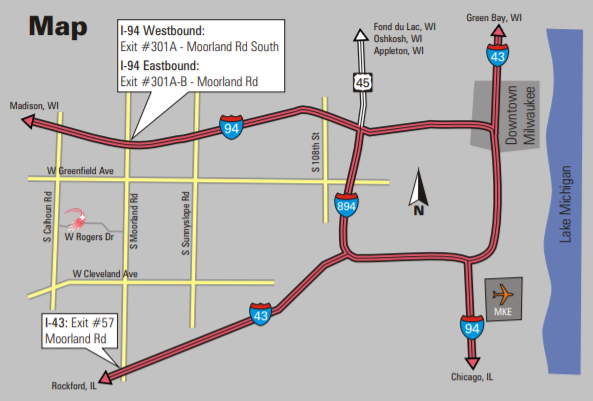 Map
I-94 Westbound:
Exit #301A - Moorland Rd South
I-94 Eastbound:
Exit #301A-B - Moorland Rd
Fond du Lac, WI
Oshkosh, WI
Appleton, WI
Green Bay, WI
43
45
Madison, WI
94
Downtown
Milwaukee
S 108th St
W Greenfield Ave
Lake Michigan
894
N
S Calhoun Rd
S Moorland Rd
S Sunnyslope Rd
W Rogers Dr
W Cleveland Ave
MKE
I-43: Exit #57
Moorland Rd
43
94
Rockford, IL
Chicago, IL